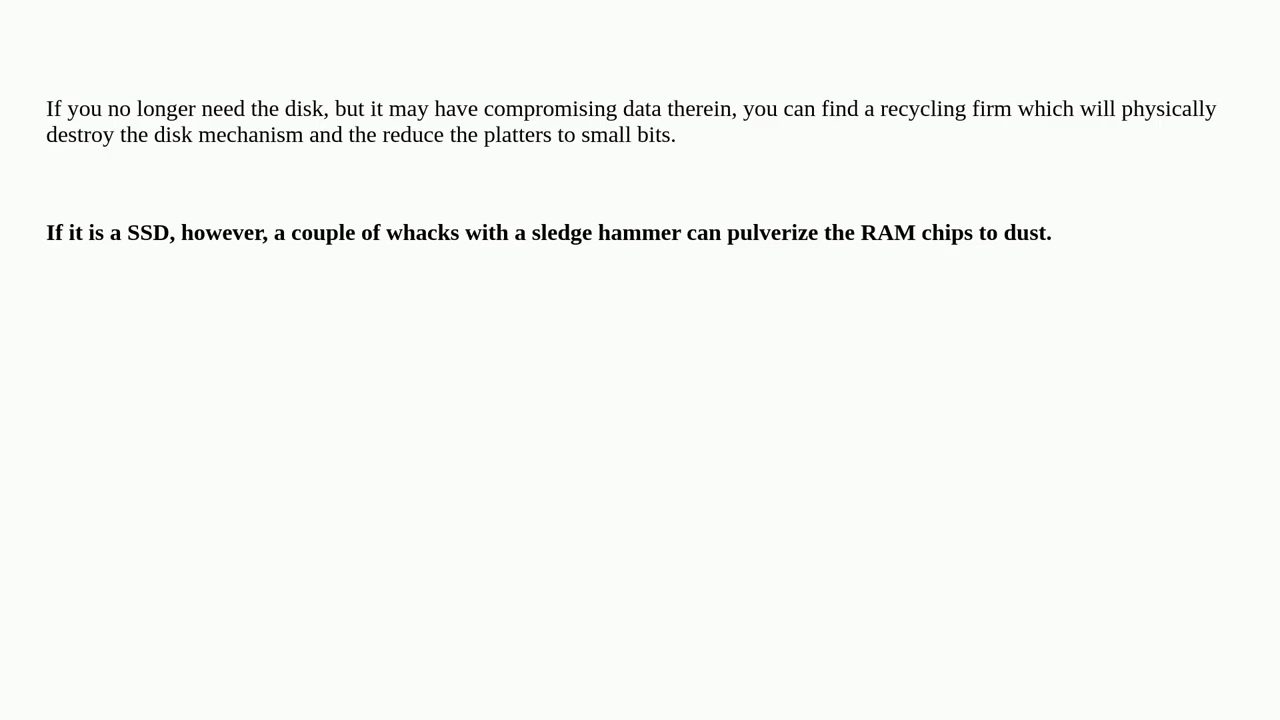 If you no longer need the disk, but it may have compromising data therein, you can find a recycling firm which will physically
destroy the disk mechanism and the reduce the platters to small bits.
If it is a SSD, however, a couple of whacks with a sledge hammer can pulverize the RAM chips to dust.